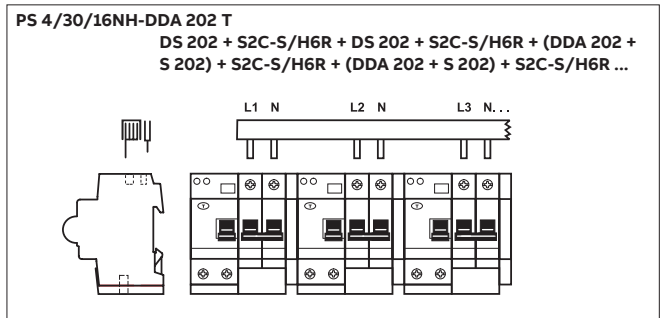 PS 4/30/16NH-DDA 202 T
DS 202 + S2C-S/H6R + DS 202 + S2C-S/H6R + (DDA 202 +
S 202) + S2C-S/H6R + (DDA 202 + S 202) + S2C-S/H6R ...
L1 N L2 N L3 N...